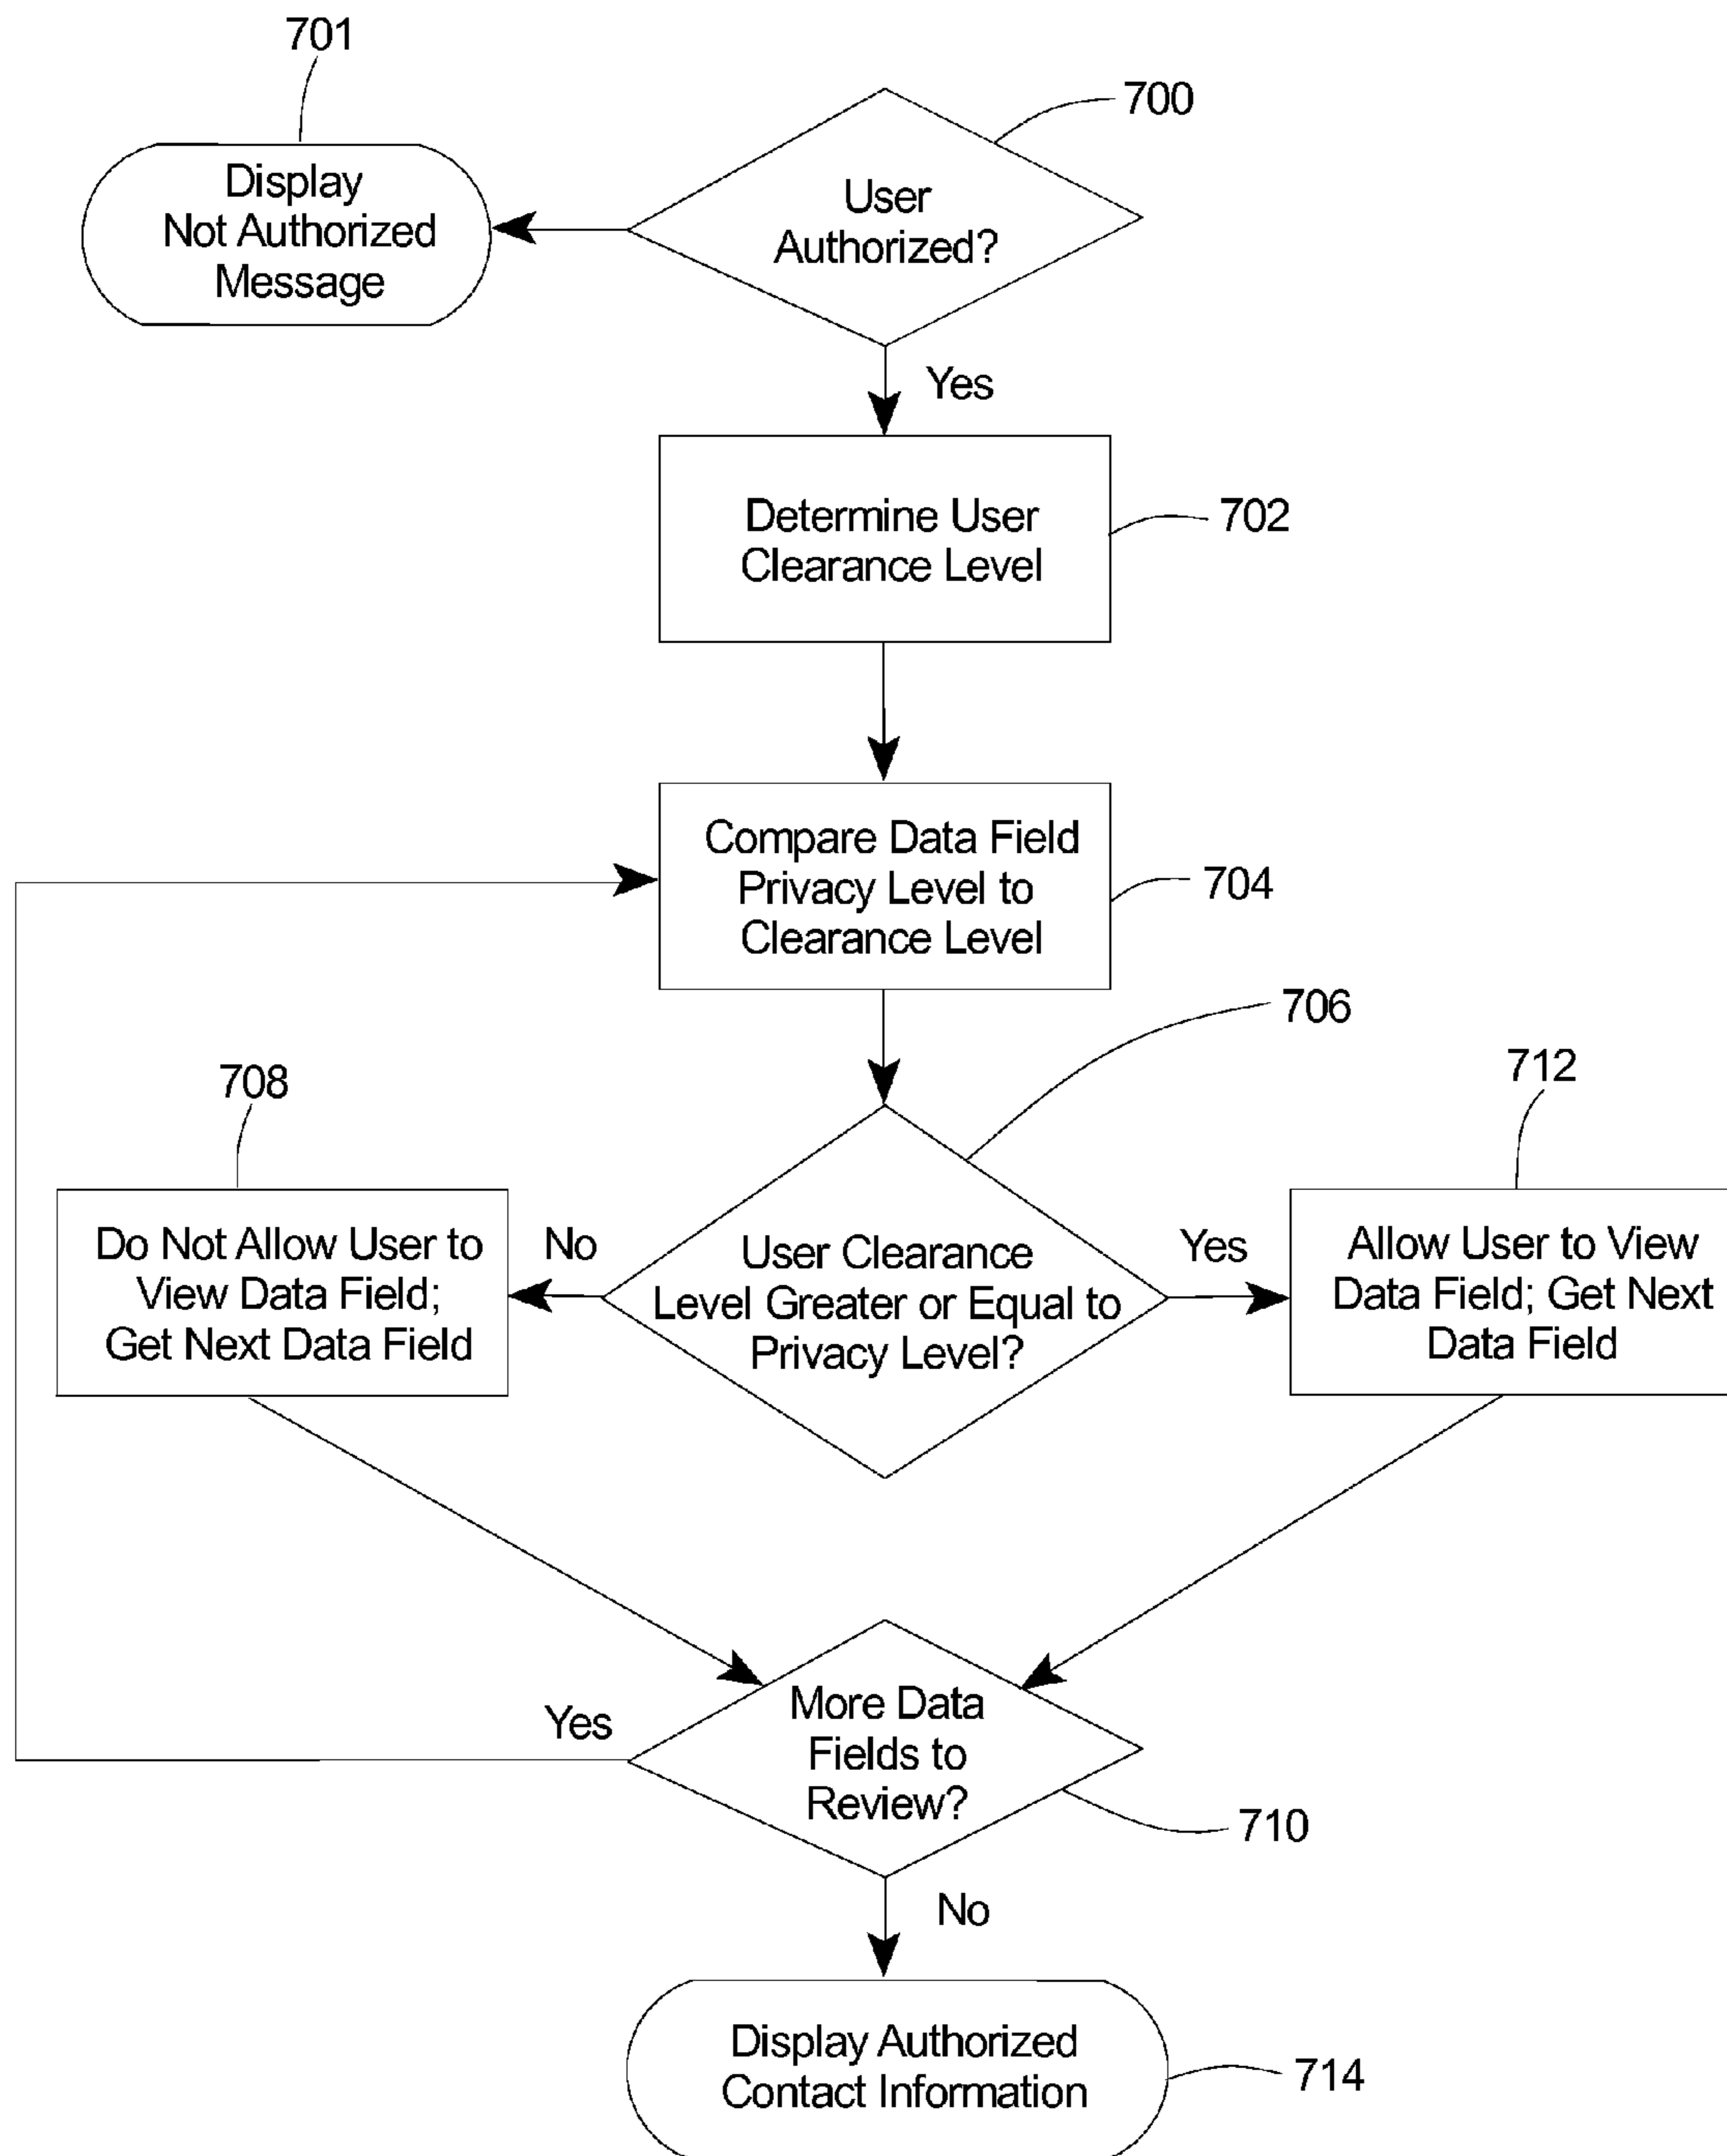 701
700
Display
Not Authorized
Message
User
Authorized?
Yes
Determine User
Clearance Level
702
Compare Data Field
Privacy Level to
Clearance Level
704
706
708
712
Do Not Allow User to
View Data Field;
Get Next Data Field
No
User Clearance
Level Greater or Equal to
Privacy Level?
Yes
Allow User to View
Data Field; Get Next
Data Field
Yes
More Data
Fields to
Review?
710
No
Display Authorized
Contact Information
714